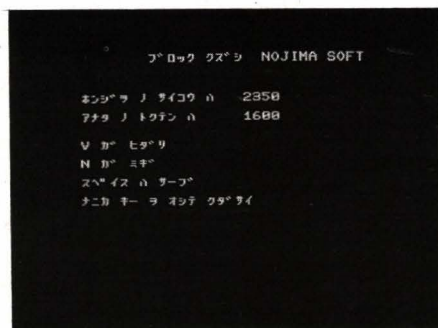 ブロック クズシ NOJIMA SOFT
ホンジツ ノ サイコウ ハ 2350
アナタ ノ トクテン ハ 1600
V ガ ヒダリ
N ガ ミギ
スペイス ハ サーブ
ナニカ キー ヲ オシテ クダサイ